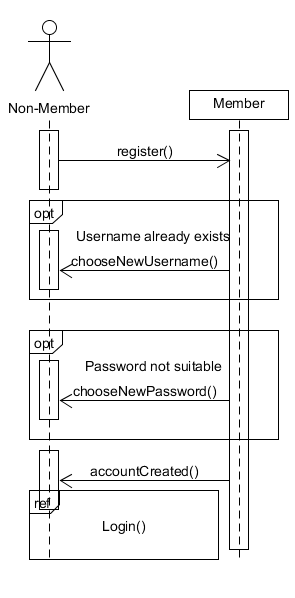 Non-Member
Member
register()
opt
Username already exists
chooseNewUsername()
opt
Password not suitable
chooseNewPassword()
accountCreated()
ref
Login()